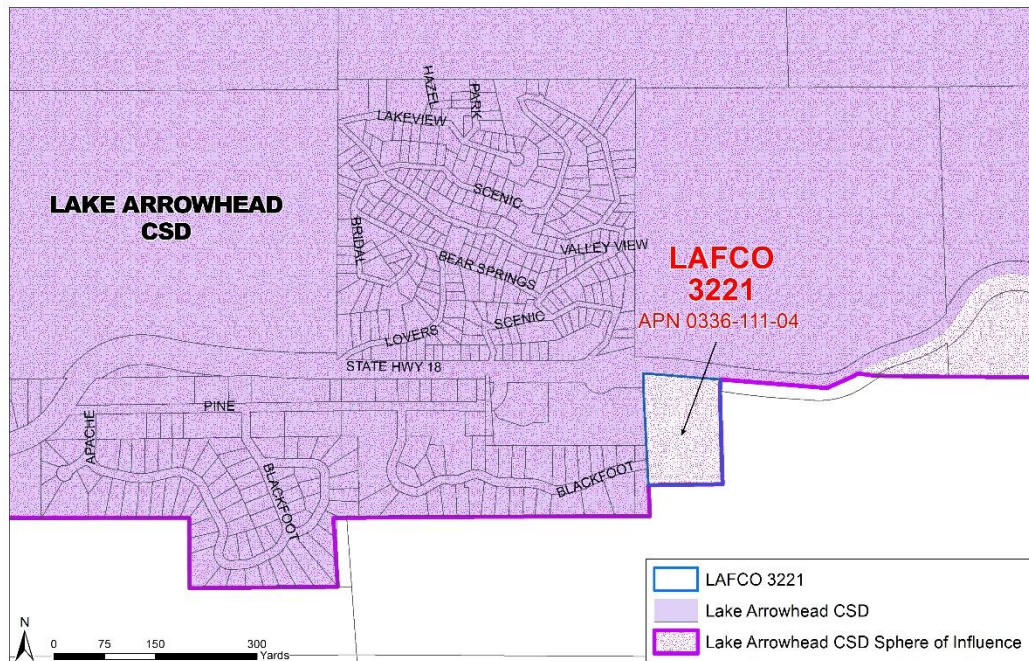 HAZEL
PARK
LAKEVIEW
LAKE ARROWHEAD
CSD
SCENIC
BRIDAL
VALLEY VIEW
BEAR SPRINGS
LAFCO
3221
APN 0336-111-04
SCENIC
LOVERS
STATE HWY 18
PINE
APACHE
BLACKFOOT
BLACKFOOT
LAFCO 3221
Lake Arrowhead CSD
Lake Arrowhead CSD Sphere of Influence
N
0 75 150 300
Yards